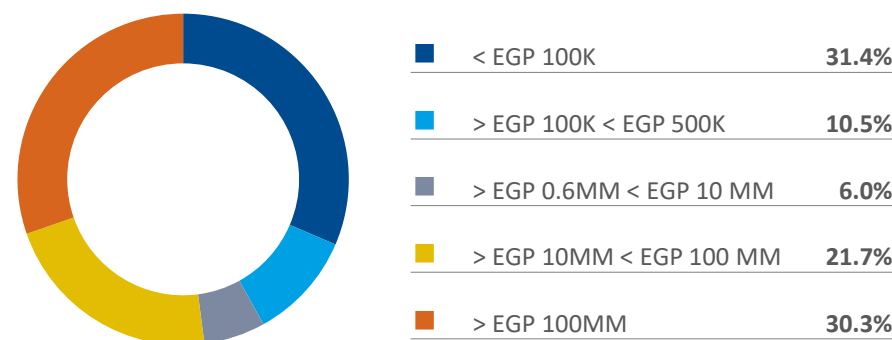 < EGP 100K 31.4%
> EGP 100K < EGP 500K 10.5%
> EGP 0.6MM < EGP 10 MM 6.0%
> EGP 10MM < EGP 100 MM 21.7%
> EGP 100MM 30.3%